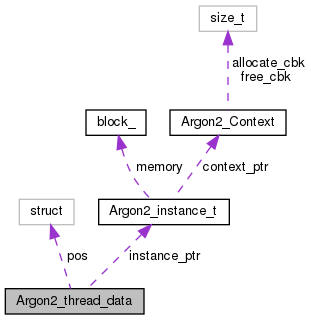 size_t
allocate_cbk
free_cbk
block_
Argon2_Context
memory
context_ptr
struct
Argon2_instance_t
pos
instance_ptr
Argon2_thread_data